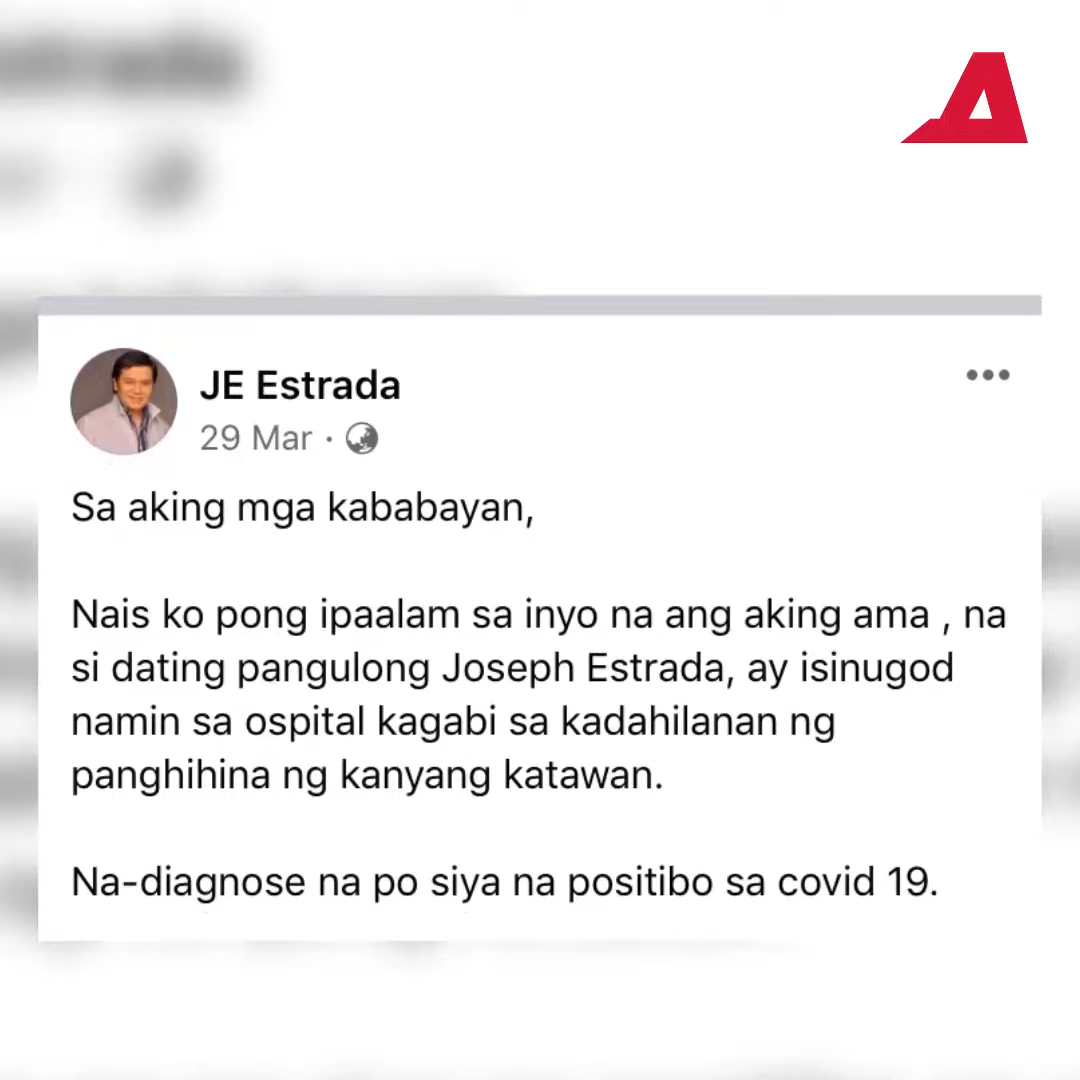 JE Estrada
29 Mar ·
Sa aking mga kababayan,
Nais ko pong ipaalam sa inyo na ang aking ama , na
si dating pangulong Joseph Estrada, ay isinugod
namin sa ospital kagabi sa kadahilanan ng
panghihina ng kanyang katawan.
Na-diagnose na po siya na positibo sa covid 19.